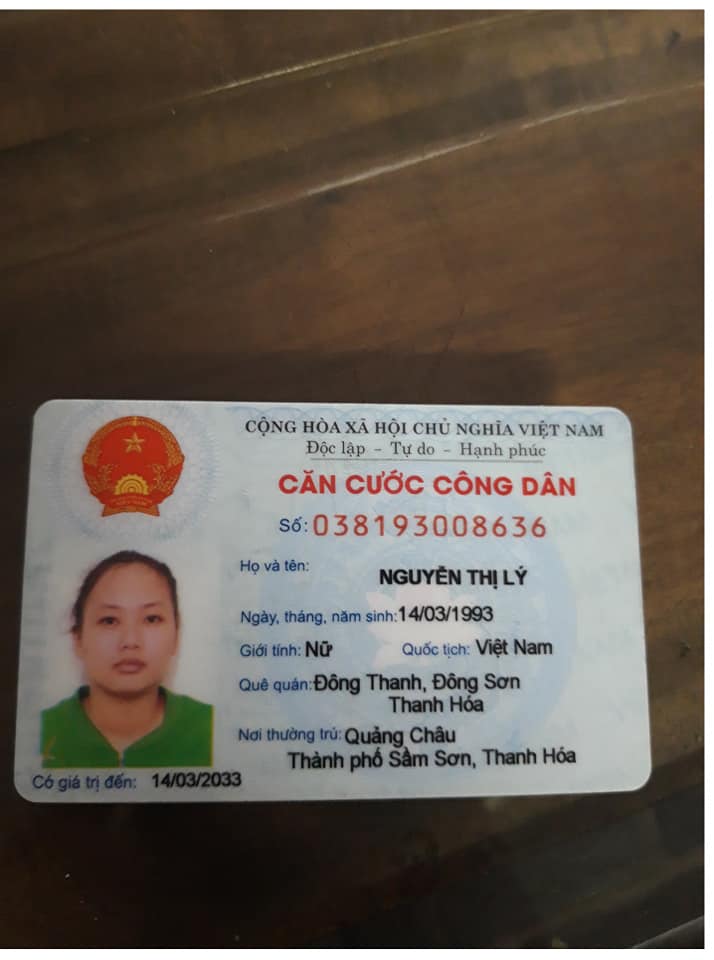 CỘNG HÒA XÃ HỘI CHỦ NGHĨA VIỆT NAM
Độc lập - Tự do - Hạnh phúc
CĂN CƯỚC CÔNG DÂN
Số: 038193008636
Họ và tên:
NGUYỄN THỊ LÝ
Ngày, tháng, năm sinh: 14/03/1993
Giới tính: Nữ Quốc tịch: Việt Nam
Quê quán: Đông Thanh, Đông Sơn
Thanh Hóa
Nơi thường trú: Quảng Châu
Thành phố Sầm Sơn, Thanh Hóa
Có giá trị đến: 14/03/2033